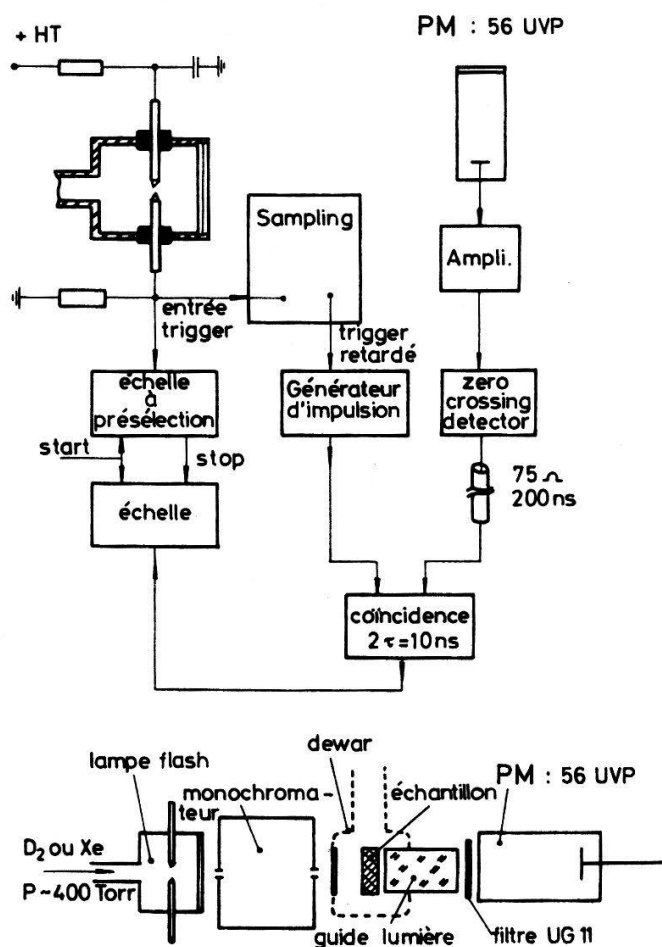 + HT
PM : 56 UVP
Sampling
Ampli.
entrée
trigger
trigger
retardé
échelle
à
présélection
Générateur
d'impulsion
zero
crossing
detector
start
stop
75 Ω
200 ns
échelle
coïncidence
2τ=10 ns
dewar
lampe flash
PM : 56 UVP
monochroma-
teur
échantillon
D₂ ou Xe
P~400 Torr
guide lumière
filtre UG 11